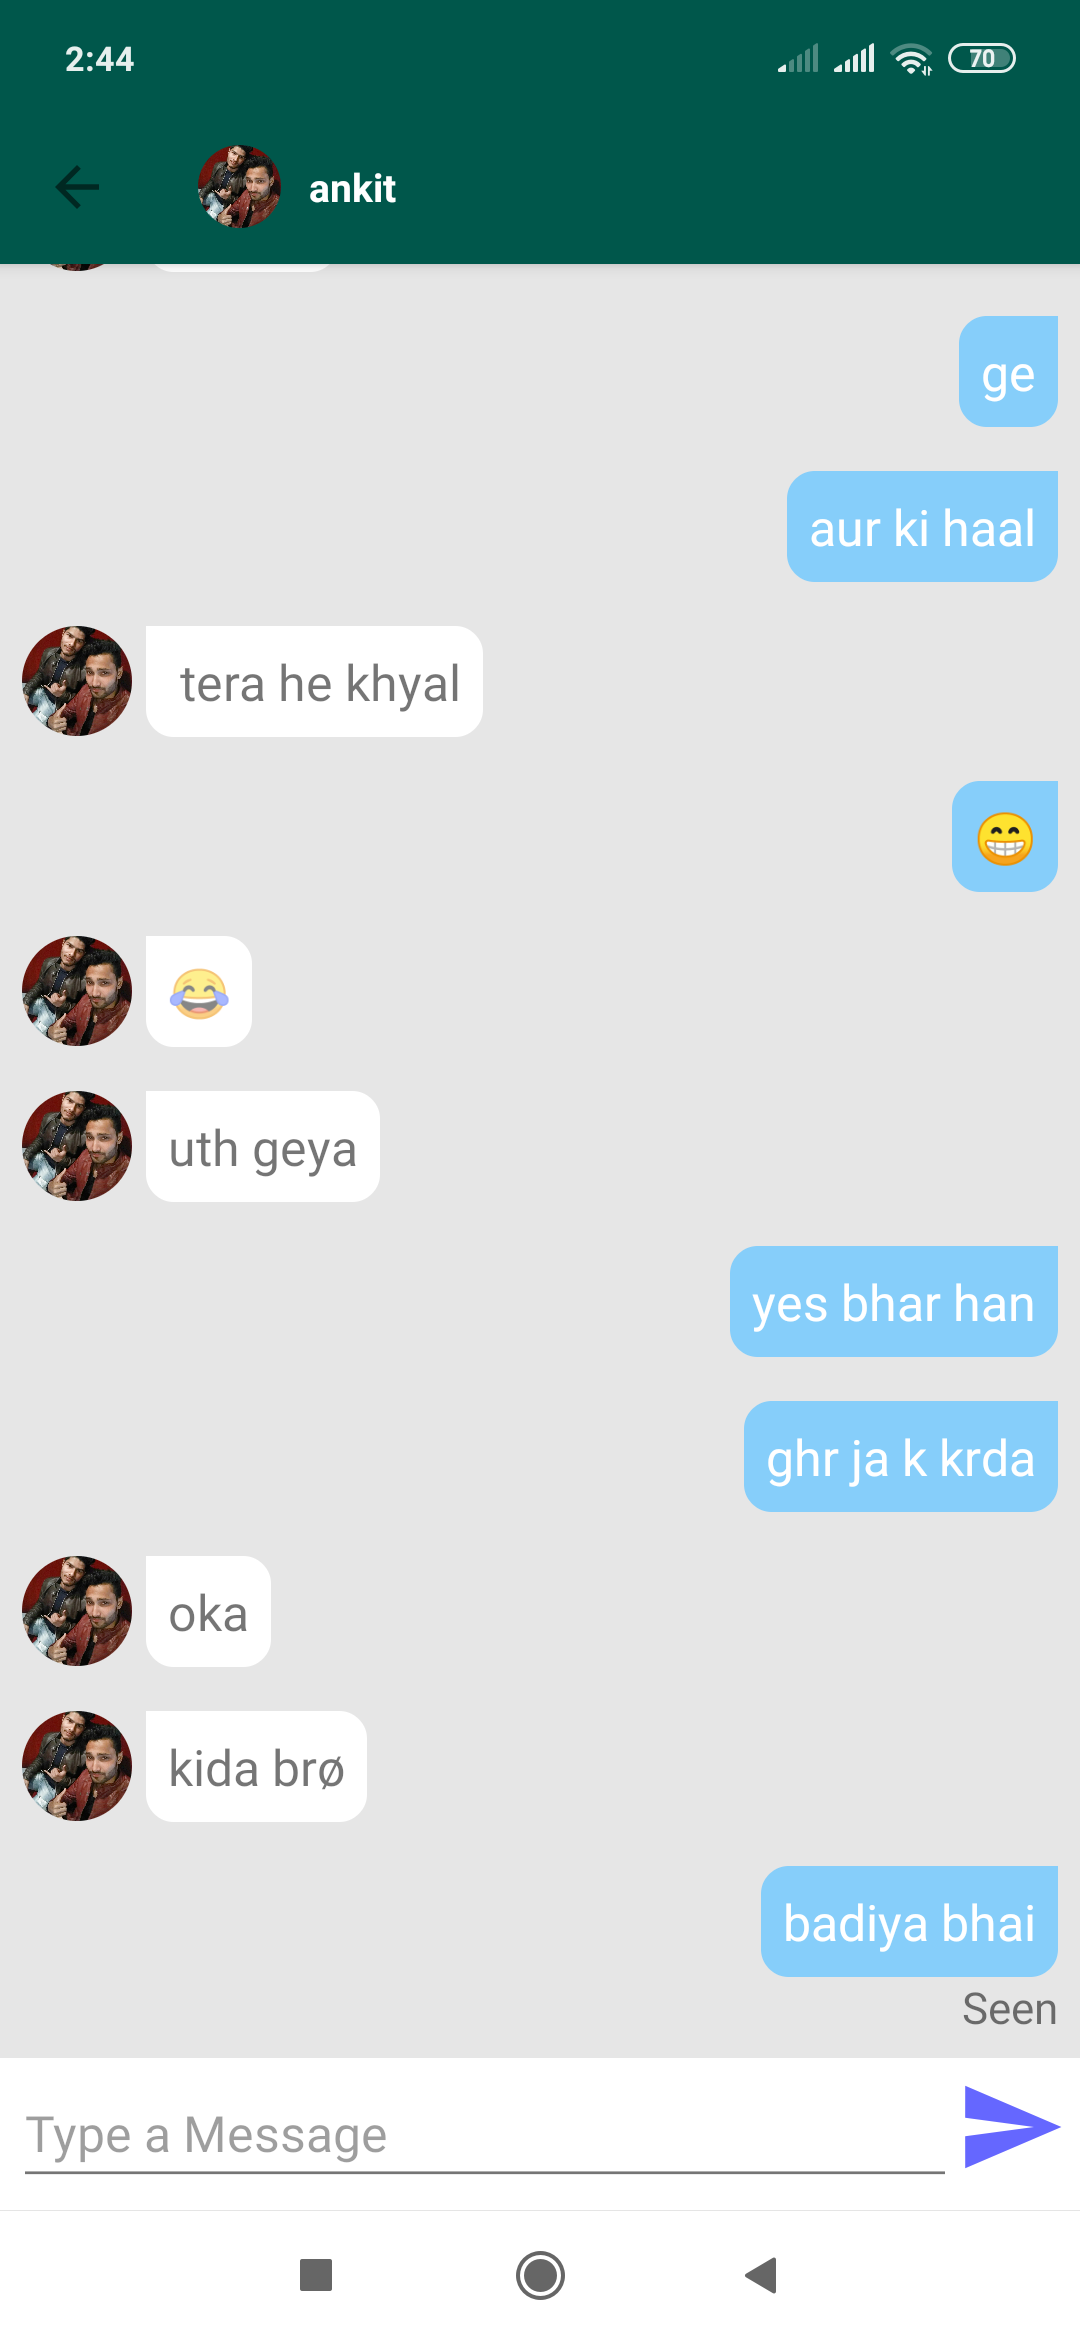 2:44
70
ankit
ge
aur ki haal
tera he khyal
😁
😂
uth geya
yes bhar han
ghr ja k krda
oka
kida brø
badiya bhai
Seen
Type a Message